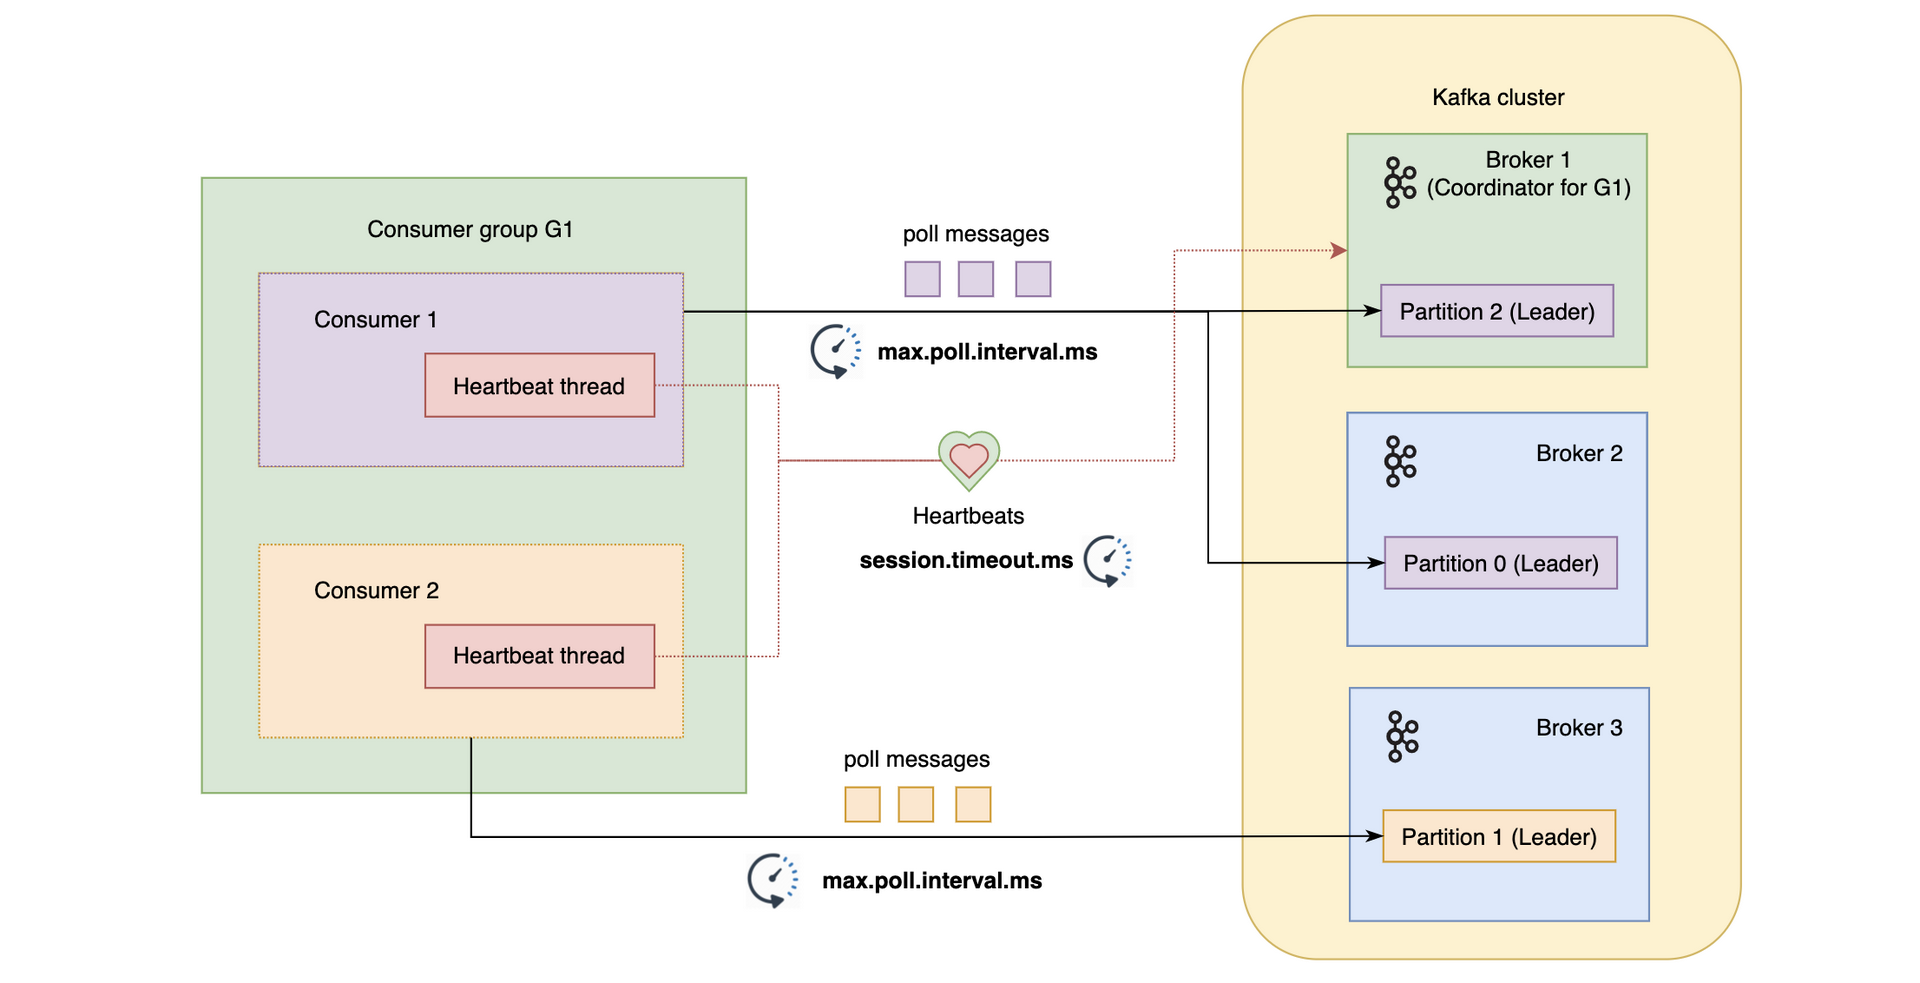 Kafka cluster
Broker 1
(Coordinator for G1)
Consumer group G1
poll messages
Consumer 1
Partition 2 (Leader)
max.poll.interval.ms
Heartbeat thread
Broker 2
Heartbeats
session.timeout.ms
Partition 0 (Leader)
Consumer 2
Heartbeat thread
Broker 3
poll messages
Partition 1 (Leader)
max.poll.interval.ms